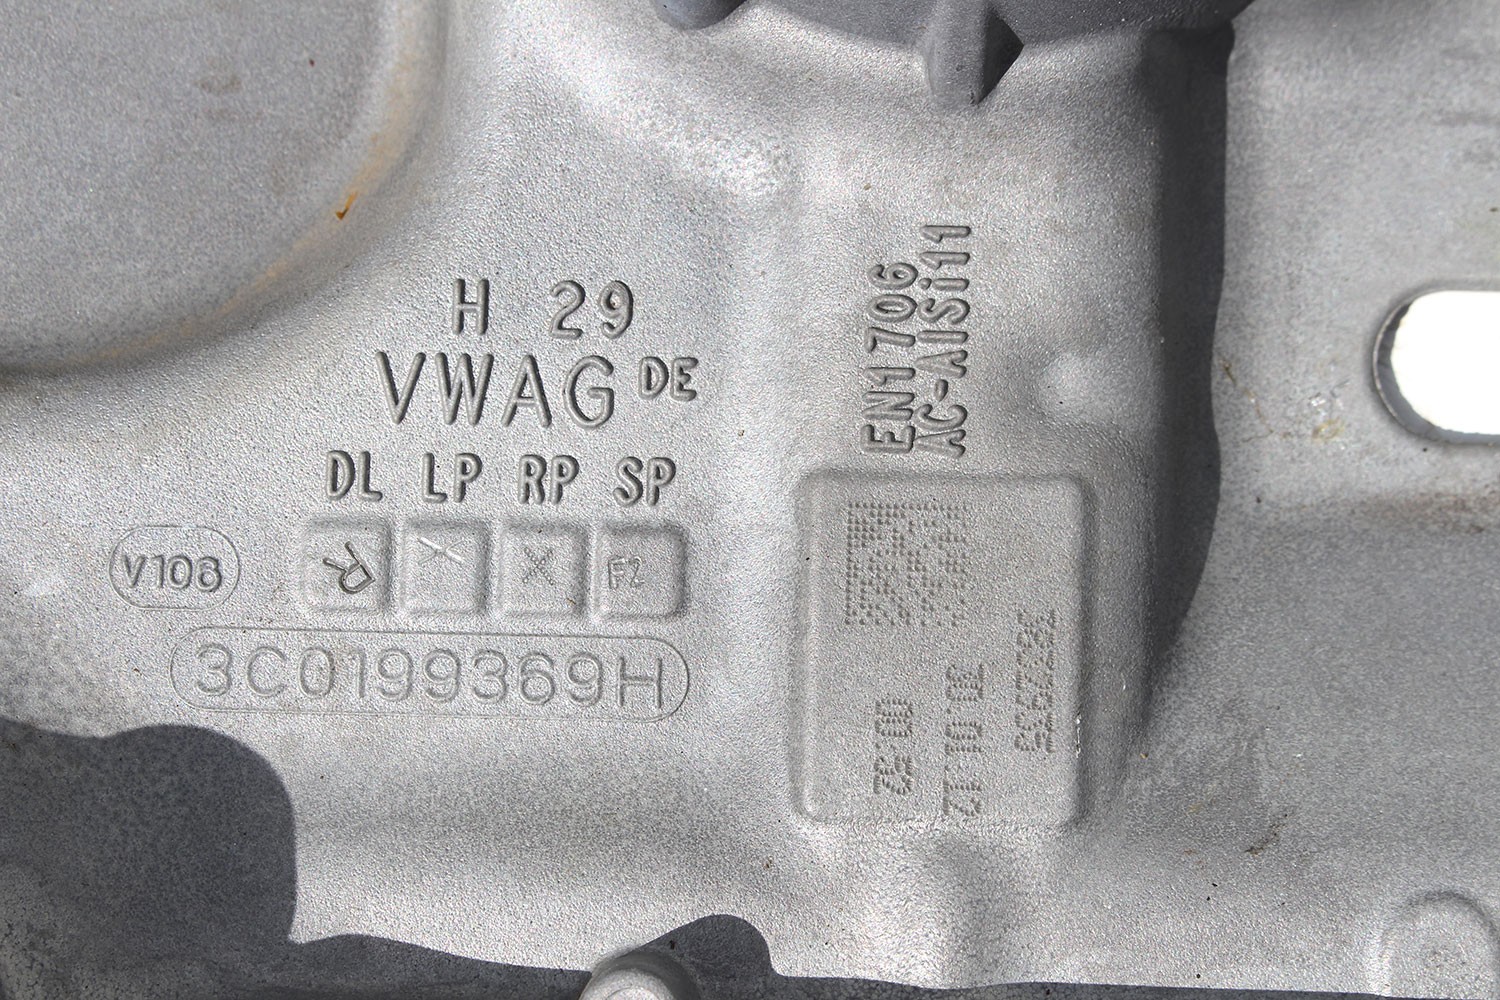 H 29
VWAG DE
DL LP RP SP
R X X F2
V108
3C0199369H
EN1706
AC-AlSi11